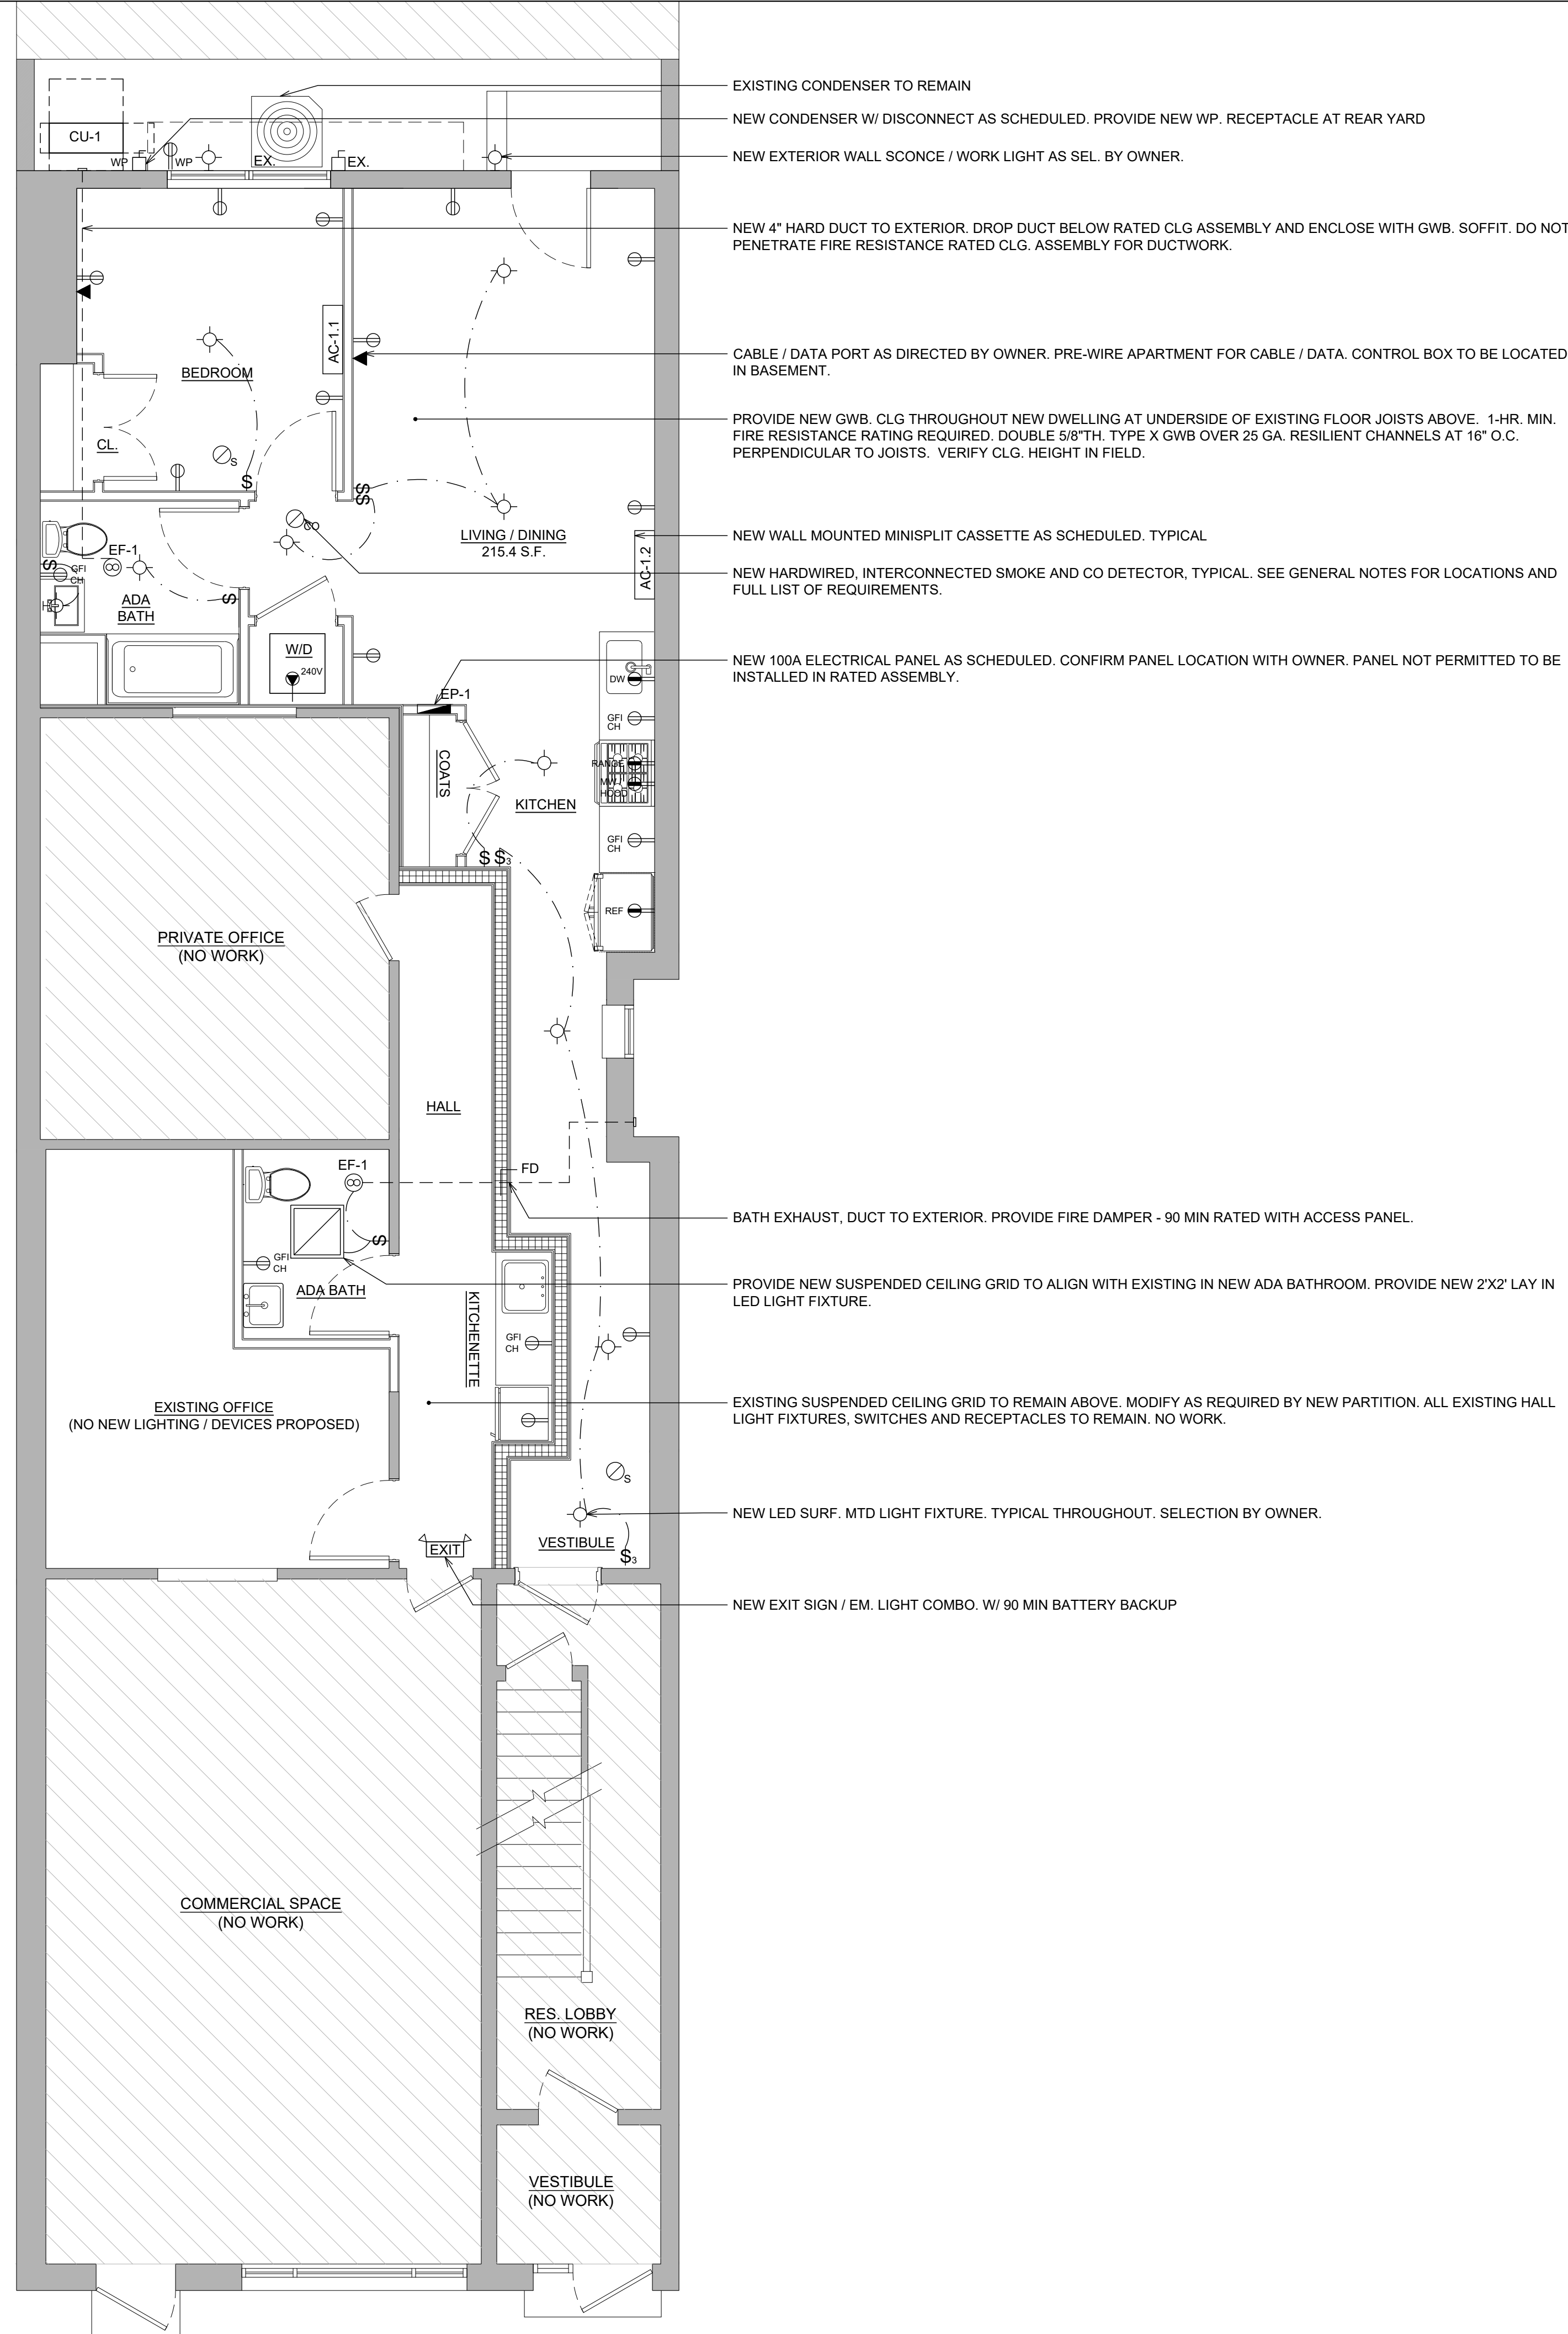 EXISTING CONDENSER TO REMAIN
NEW CONDENSER W/ DISCONNECT AS SCHEDULED. PROVIDE NEW WP. RECEPTACLE AT REAR YARD
CU-1
WP
WP
EX.
EX.
NEW EXTERIOR WALL SCONCE / WORK LIGHT AS SEL. BY OWNER.
NEW 4" HARD DUCT TO EXTERIOR. DROP DUCT BELOW RATED CLG ASSEMBLY AND ENCLOSE WITH GWB. SOFFIT. DO NOT
PENETRATE FIRE RESISTANCE RATED CLG. ASSEMBLY FOR DUCTWORK.
AC-1.1
BEDROOM
CABLE / DATA PORT AS DIRECTED BY OWNER. PRE-WIRE APARTMENT FOR CABLE / DATA. CONTROL BOX TO BE LOCATED
IN BASEMENT.
PROVIDE NEW GWB. CLG THROUGHOUT NEW DWELLING AT UNDERSIDE OF EXISTING FLOOR JOISTS ABOVE. 1-HR. MIN.
FIRE RESISTANCE RATING REQUIRED. DOUBLE 5/8"TH. TYPE X GWB OVER 25 GA. RESILIENT CHANNELS AT 16" O.C.
PERPENDICULAR TO JOISTS. VERIFY CLG. HEIGHT IN FIELD.
CL.
S
$
$$
CO
LIVING / DINING
215.4 S.F.
NEW WALL MOUNTED MINISPLIT CASSETTE AS SCHEDULED. TYPICAL
AC-1.2
EF-1
$
GFI
CH
NEW HARDWIRED, INTERCONNECTED SMOKE AND CO DETECTOR, TYPICAL. SEE GENERAL NOTES FOR LOCATIONS AND
FULL LIST OF REQUIREMENTS.
ADA
BATH
$
W/D
240V
NEW 100A ELECTRICAL PANEL AS SCHEDULED. CONFIRM PANEL LOCATION WITH OWNER. PANEL NOT PERMITTED TO BE
INSTALLED IN RATED ASSEMBLY.
DW
EP-1
GFI
CH
COATS
RANGE
MW /
HOOD
KITCHEN
GFI
CH
$ $3
REF
PRIVATE OFFICE
(NO WORK)
HALL
EF-1
FD
BATH EXHAUST, DUCT TO EXTERIOR. PROVIDE FIRE DAMPER - 90 MIN RATED WITH ACCESS PANEL.
$
GFI
CH
ADA BATH
PROVIDE NEW SUSPENDED CEILING GRID TO ALIGN WITH EXISTING IN NEW ADA BATHROOM. PROVIDE NEW 2'X2' LAY IN
LED LIGHT FIXTURE.
KITCHENETTE
GFI
CH
EXISTING OFFICE
(NO NEW LIGHTING / DEVICES PROPOSED)
EXISTING SUSPENDED CEILING GRID TO REMAIN ABOVE. MODIFY AS REQUIRED BY NEW PARTITION. ALL EXISTING HALL
LIGHT FIXTURES, SWITCHES AND RECEPTACLES TO REMAIN. NO WORK.
S
NEW LED SURF. MTD LIGHT FIXTURE. TYPICAL THROUGHOUT. SELECTION BY OWNER.
EXIT
VESTIBULE
$3
NEW EXIT SIGN / EM. LIGHT COMBO. W/ 90 MIN BATTERY BACKUP
COMMERCIAL SPACE
(NO WORK)
RES. LOBBY
(NO WORK)
VESTIBULE
(NO WORK)